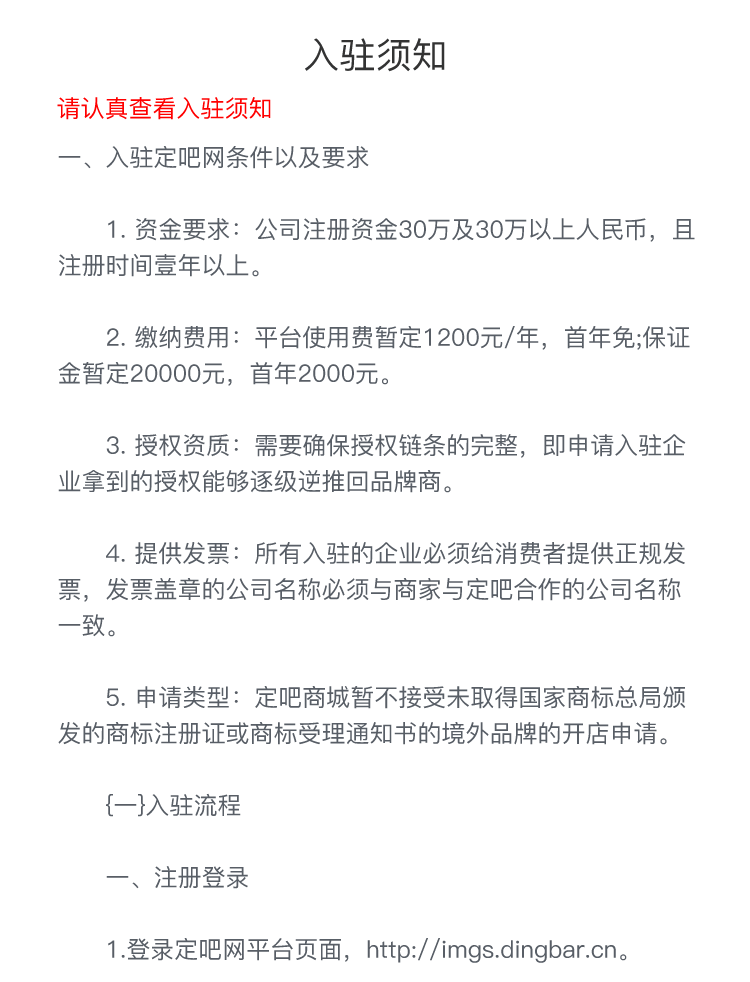 入驻须知
请认真查看入驻须知
一、入驻定吧网条件以及要求
1. 资金要求：公司注册资金30万及30万以上人民币，且
注册时间壹年以上。
2. 缴纳费用：平台使用费暂定1200元/年，首年免;保证
金暂定20000元，首年2000元。
3. 授权资质：需要确保授权链条的完整，即申请入驻企
业拿到的授权能够逐级逆推回品牌商。
4. 提供发票：所有入驻的企业必须给消费者提供正规发
票，发票盖章的公司名称必须与商家与定吧合作的公司名称
一致。
5. 申请类型：定吧商城暂不接受未取得国家商标总局颁
发的商标注册证或商标受理通知书的境外品牌的开店申请。
{一}入驻流程
一、注册登录
1.登录定吧网平台页面，http://imgs.dingbar.cn。